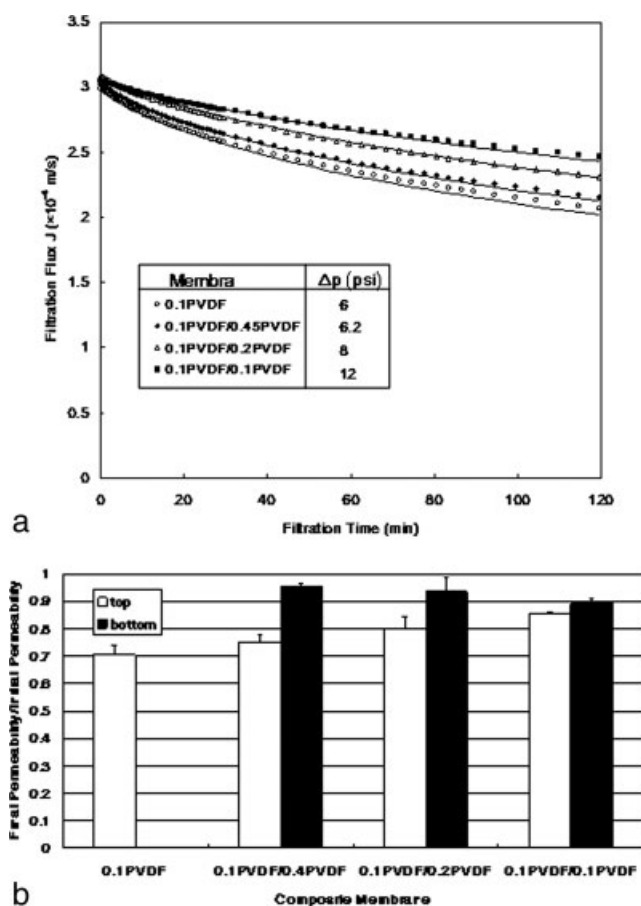 3.5
3
2.5
2
1.5
1
0.5
0
0 20 40 60 80 100 120
Filtration Flux J (×10⁻⁴ m/s)
Membra Δp (psi)
0.1PVDF 6
0.1PVDF/0.45PVDF 6.2
0.1PVDF/0.2PVDF 8
0.1PVDF/0.1PVDF 12
Filtration Time (min)
a
1
0.9
0.8
0.7
0.6
0.5
0.4
0.3
0.2
0.1
0
Final Permeability/Initial Permeability
top
bottom
0.1PVDF 0.1PVDF/0.4PVDF 0.1PVDF/0.2PVDF 0.1PVDF/0.1PVDF
Composite Membrane
b